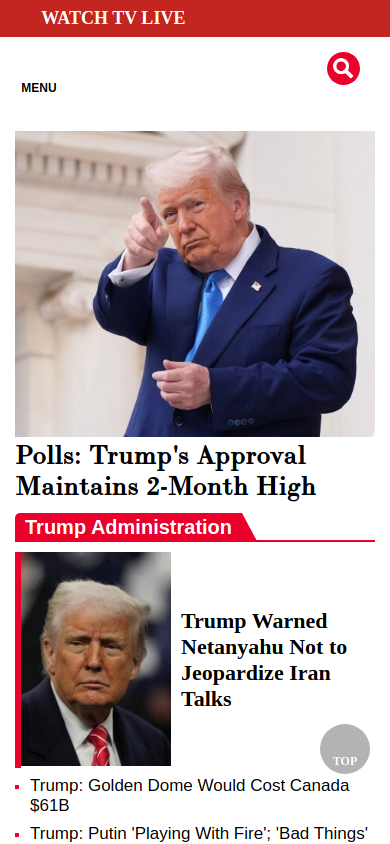 WATCH TV LIVE
MENU
Polls: Trump's Approval
Maintains 2-Month High
Trump Administration
Trump Warned
Netanyahu Not to
Jeopardize Iran
Talks
TOP
Trump: Golden Dome Would Cost Canada
$61B
Trump: Putin 'Playing With Fire'; 'Bad Things'